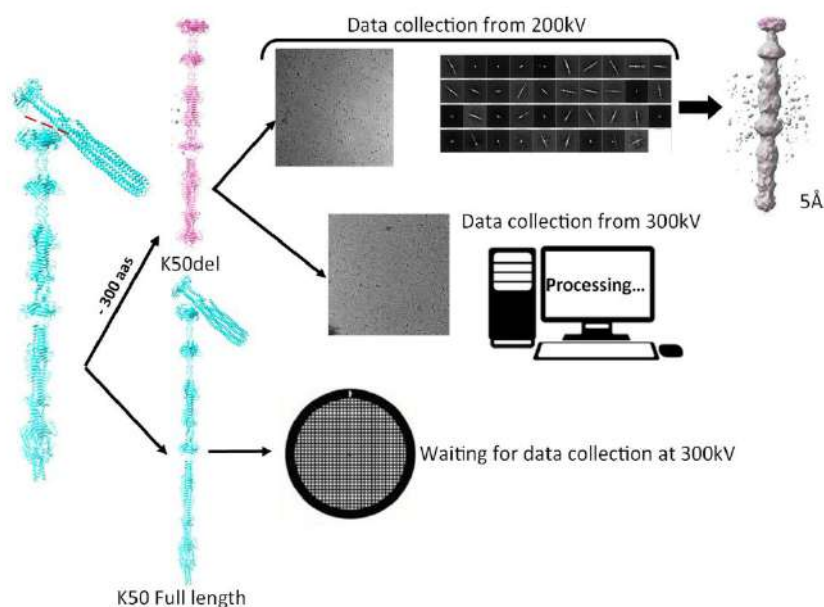 Data collection from 200kV
5Å
- 300 aas
K50del
Data collection from 300kV
Processing...
Waiting for data collection at 300kV
K50 Full length